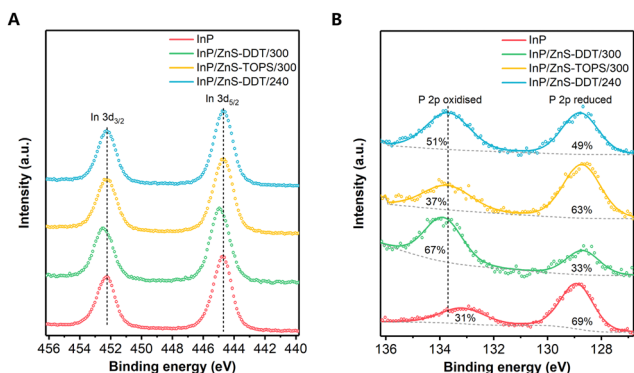 A
InP
InP/ZnS-DDT/300
InP/ZnS-TOPS/300
InP/ZnS-DDT/240
In 3d3/2
In 3d5/2
Intensity (a.u.)
456 454 452 450 448 446 444 442 440
Binding energy (eV)
B
InP
InP/ZnS-DDT/300
InP/ZnS-TOPS/300
InP/ZnS-DDT/240
P 2p oxidised
P 2p reduced
51%
49%
37%
63%
67%
33%
31%
69%
Intensity (a.u.)
136 134 132 130 128
Binding energy (eV)